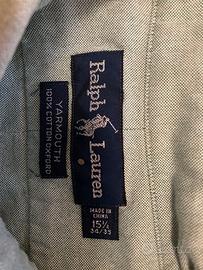 Ralph Lauren
YARMOUTH
100% COTTON OXFORD
MADE IN
CHINA
15½
34/35